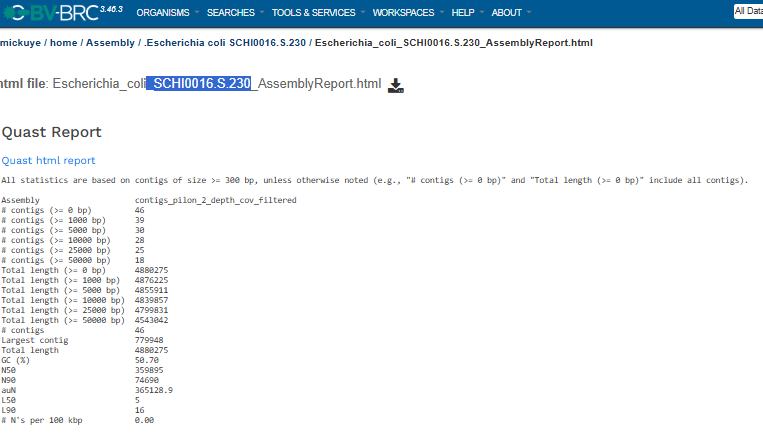 BV-BRC 3.46.3 ORGANISMS SEARCHES TOOLS & SERVICES WORKSPACES HELP ABOUT All Data
mickuye / home / Assembly / .Escherichia coli SCHI0016.S.230 / Escherichia_coli_SCHI0016.S.230_AssemblyReport.html
html file: Escherichia_coli_SCHI0016.S.230_AssemblyReport.html
Quast Report
Quast html report
All statistics are based on contigs of size >= 300 bp, unless otherwise noted (e.g., "# contigs (>= 0 bp)" and "Total length (>= 0 bp)" include all contigs).
Assembly contigs_pilon_2_depth_cov_filtered
# contigs (>= 0 bp) 46
# contigs (>= 1000 bp) 39
# contigs (>= 5000 bp) 30
# contigs (>= 10000 bp) 28
# contigs (>= 25000 bp) 25
# contigs (>= 50000 bp) 18
Total length (>= 0 bp) 4880275
Total length (>= 1000 bp) 4876225
Total length (>= 5000 bp) 4855911
Total length (>= 10000 bp) 4839857
Total length (>= 25000 bp) 4799831
Total length (>= 50000 bp) 4543042
# contigs 46
Largest contig 779948
Total length 4880275
GC (%) 50.70
N50 359895
N90 74690
auN 365128.9
L50 5
L90 16
# N's per 100 kbp 0.00